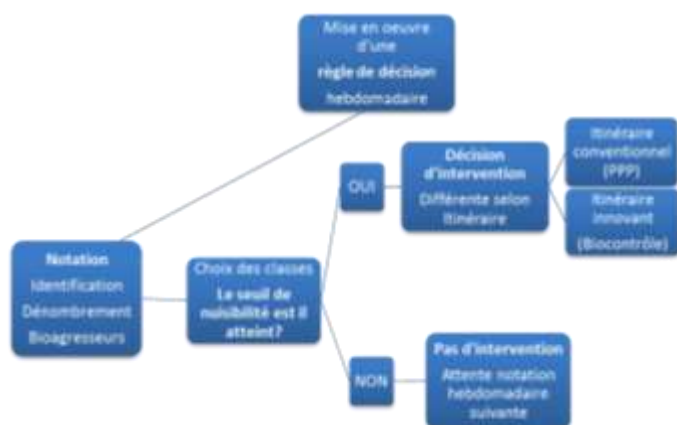 Mise en oeuvre
d'une
règle de décision
hebdomadaire
Notation
Identification
Dénombrement
Bioagresseurs
Choix des classes
Le seuil de
nuisibilité est il
atteint?
OUI
Décision
d'intervention
Différente selon
Itinéraire
Itinéraire
conventionnel
(PPP)
Itinéraire
innovant
(Biocontrôle)
NON
Pas d'intervention
Attente notation
hebdomadaire
suivante